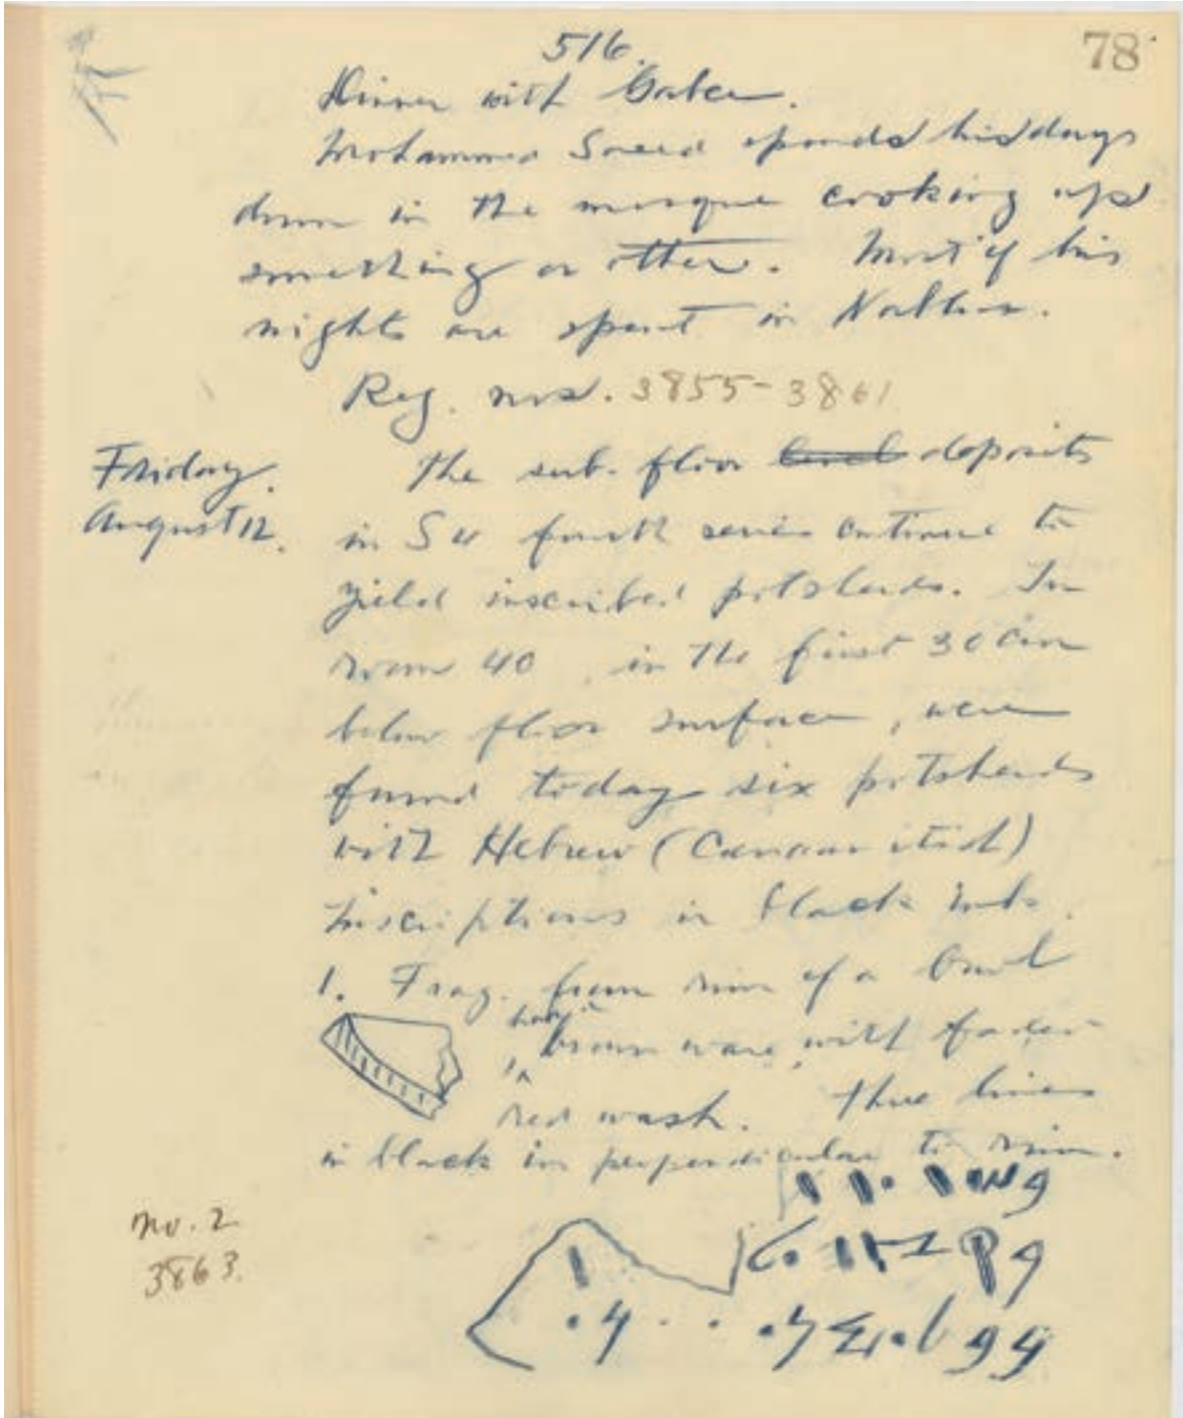 516.
78
Dinner with
Mohammed Saeed spends his days
down in the mosque cooking up
something or other. Most of his
nights are spent in Nablus.
Reg. nos. 3855-3861
Friday.
August 12.
The sub-floor level deposits
in S4 fourth series continue to
yield inscribed potsherds. In
room 40, in the first 30 cm
below floor surface, were
found today six potsherds
with Hebrew (Canaanitish)
inscriptions in black ink.
1. Frag. from rim of a bowl
brown ware, with faded
red wash. Three lines
in black ink perpendicular to rim.
no. 2
3863.